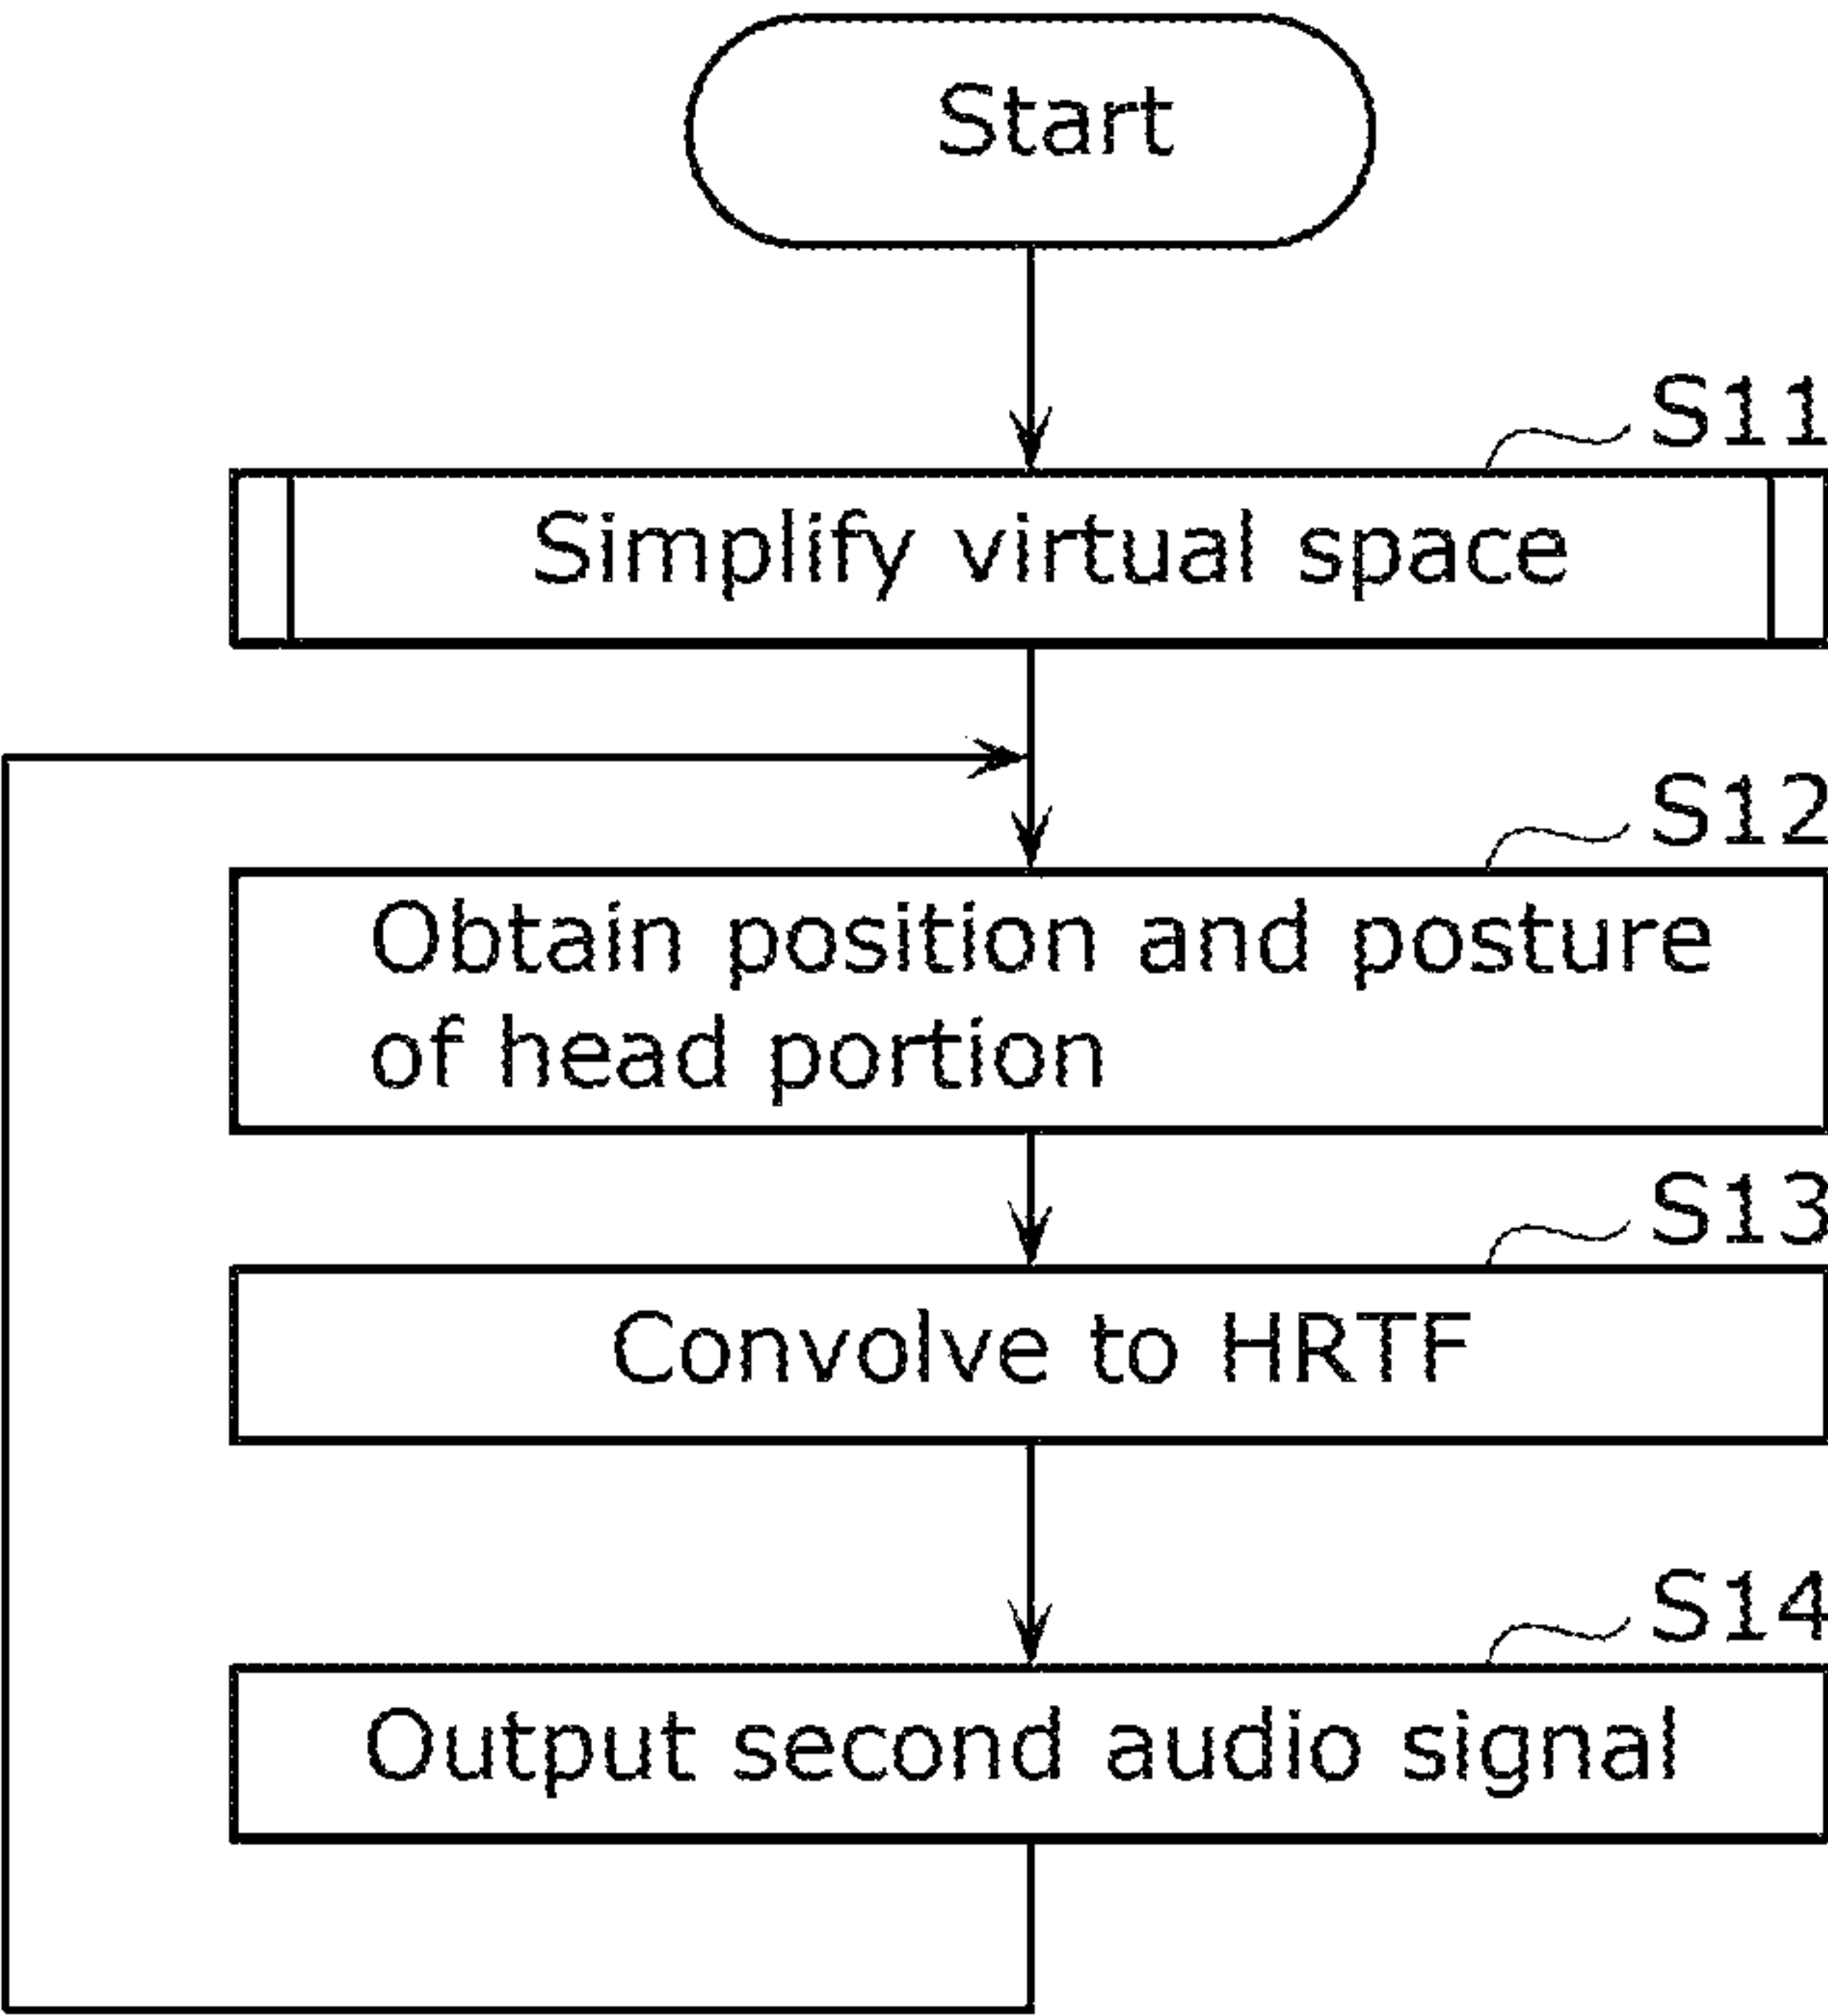 Start
S11
Simplify virtual space
S12
Obtain position and posture
of head portion
S13
Convolve to HRTF
S14
Output second audio signal